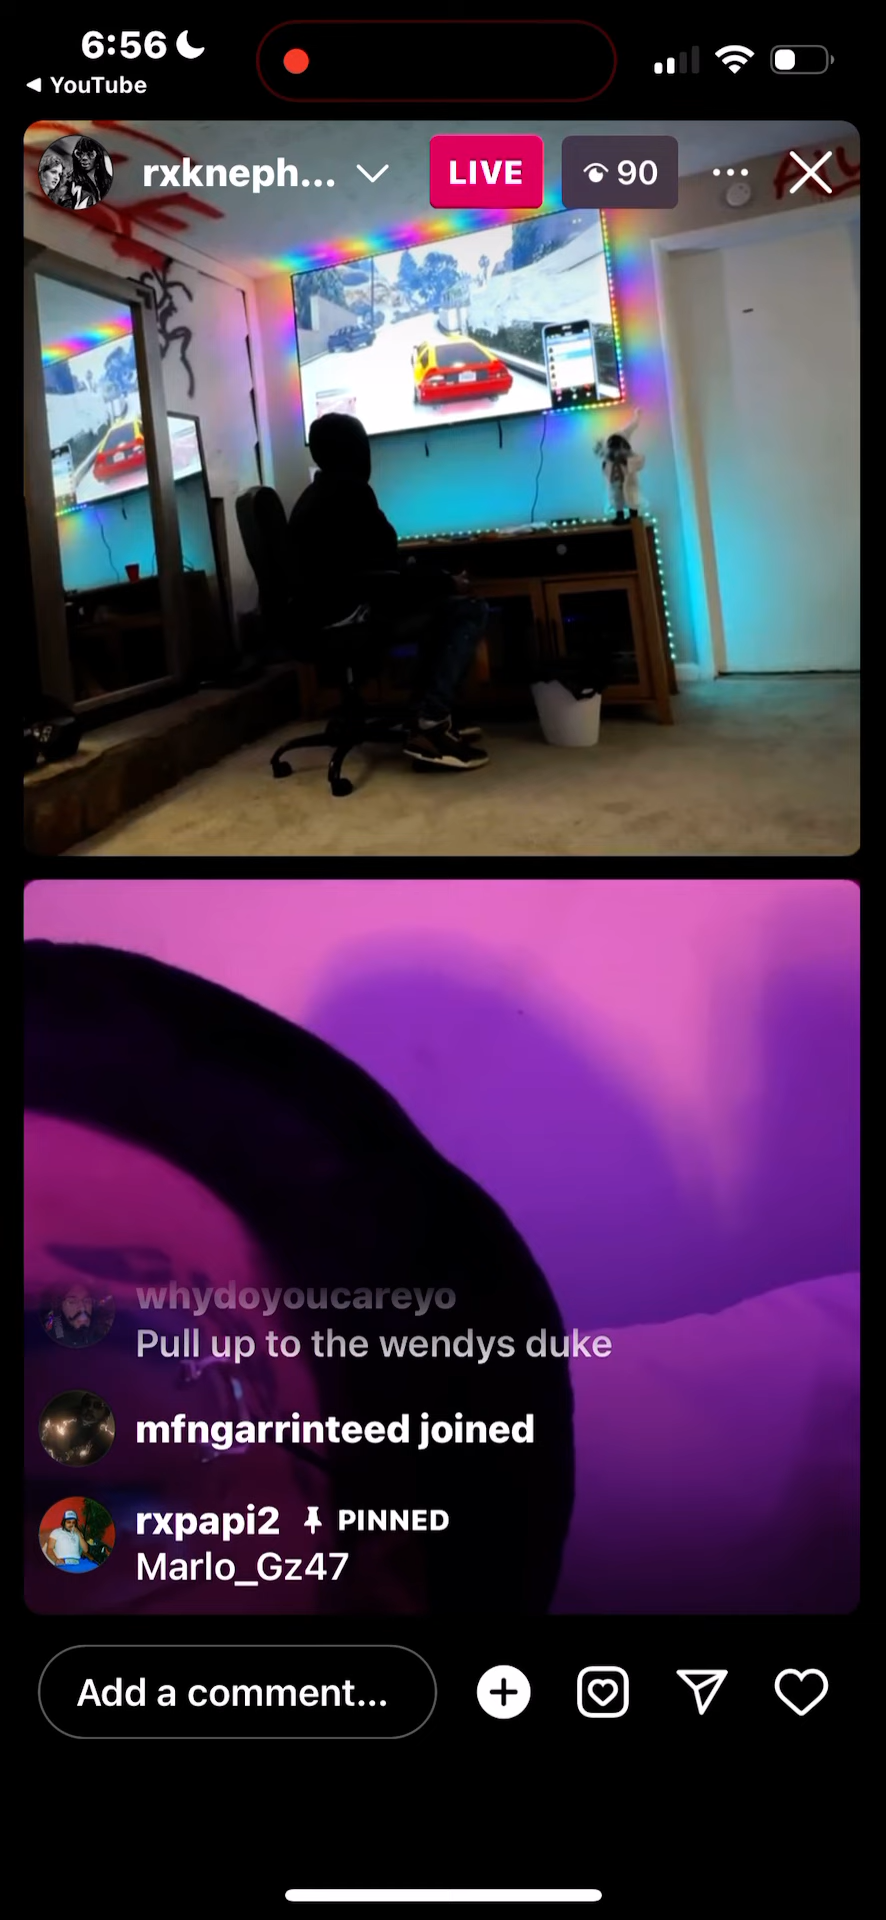 6:56
◀ YouTube
rxkneph...
LIVE
90
whydoyoucareyo
Pull up to the wendys duke
mfngarrinteed joined
rxpapi2 PINNED
Marlo_Gz47
Add a comment...